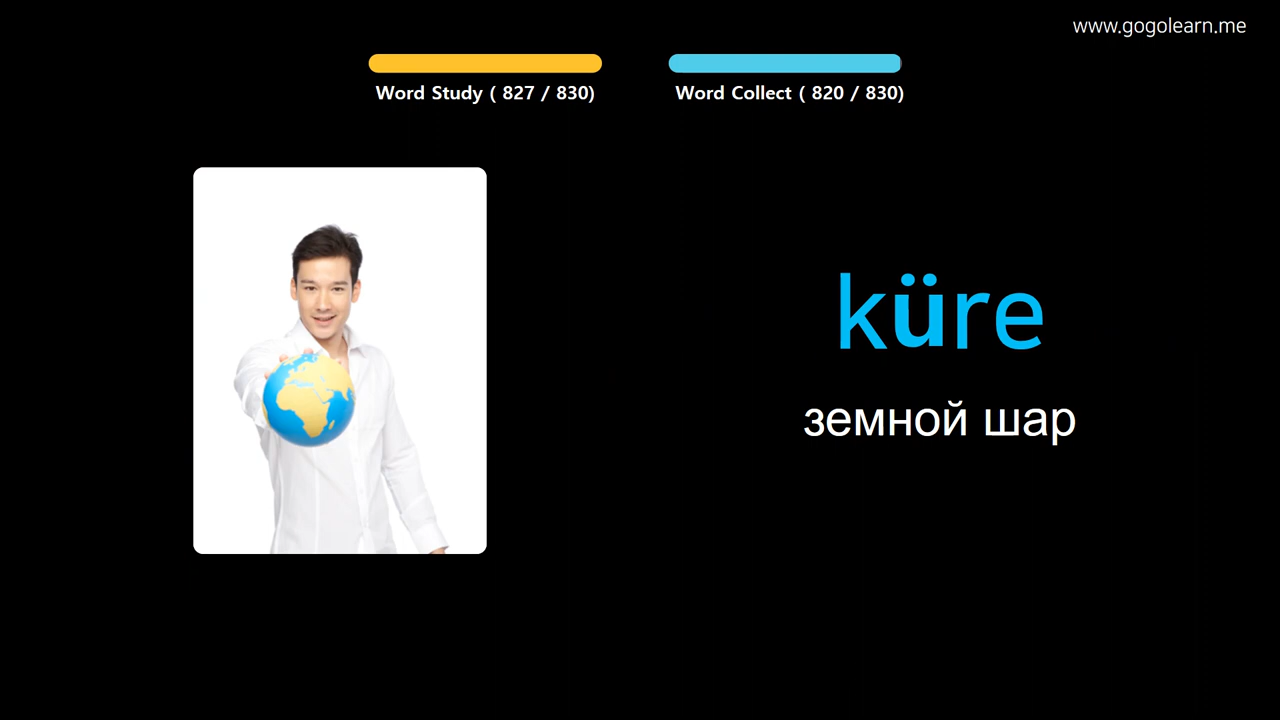 www.gogolearn.me
Word Study ( 827 / 830)
Word Collect ( 820 / 830)
küre
земной шар